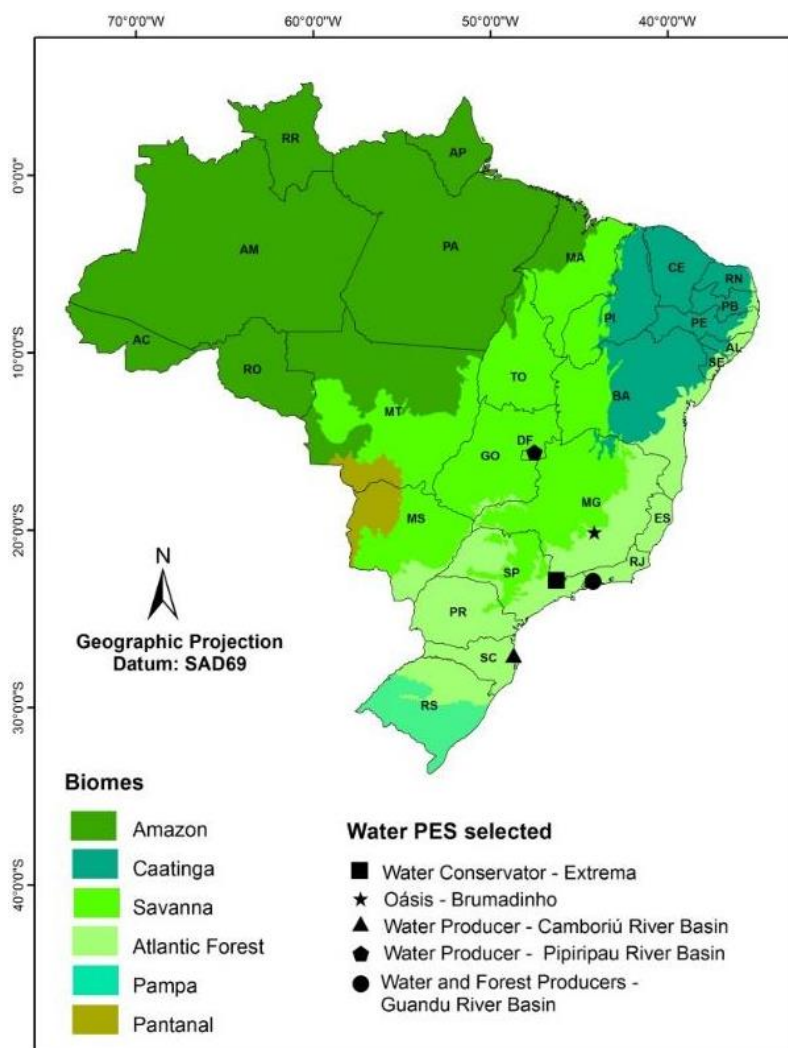 70°0'0"W 60°0'0"W 50°0'0"W 40°0'0"W
0°0'0"
10°0'0"S
20°0'0"S
30°0'0"S
40°0'0"S
RR
AP
AM
PA
MA
CE
RN
PB
PI
PE
AC
AL
SE
RO
TO
BA
MT
DF
GO
MG
MS
ES
SP
RJ
PR
SC
RS
N
Geographic Projection
Datum: SAD69
Biomes
Amazon
Caatinga
Savanna
Atlantic Forest
Pampa
Pantanal
Water PES selected
Water Conservator - Extrema
Oásis - Brumadinho
Water Producer - Camboriú River Basin
Water Producer - Pipiripau River Basin
Water and Forest Producers -
Guandu River Basin